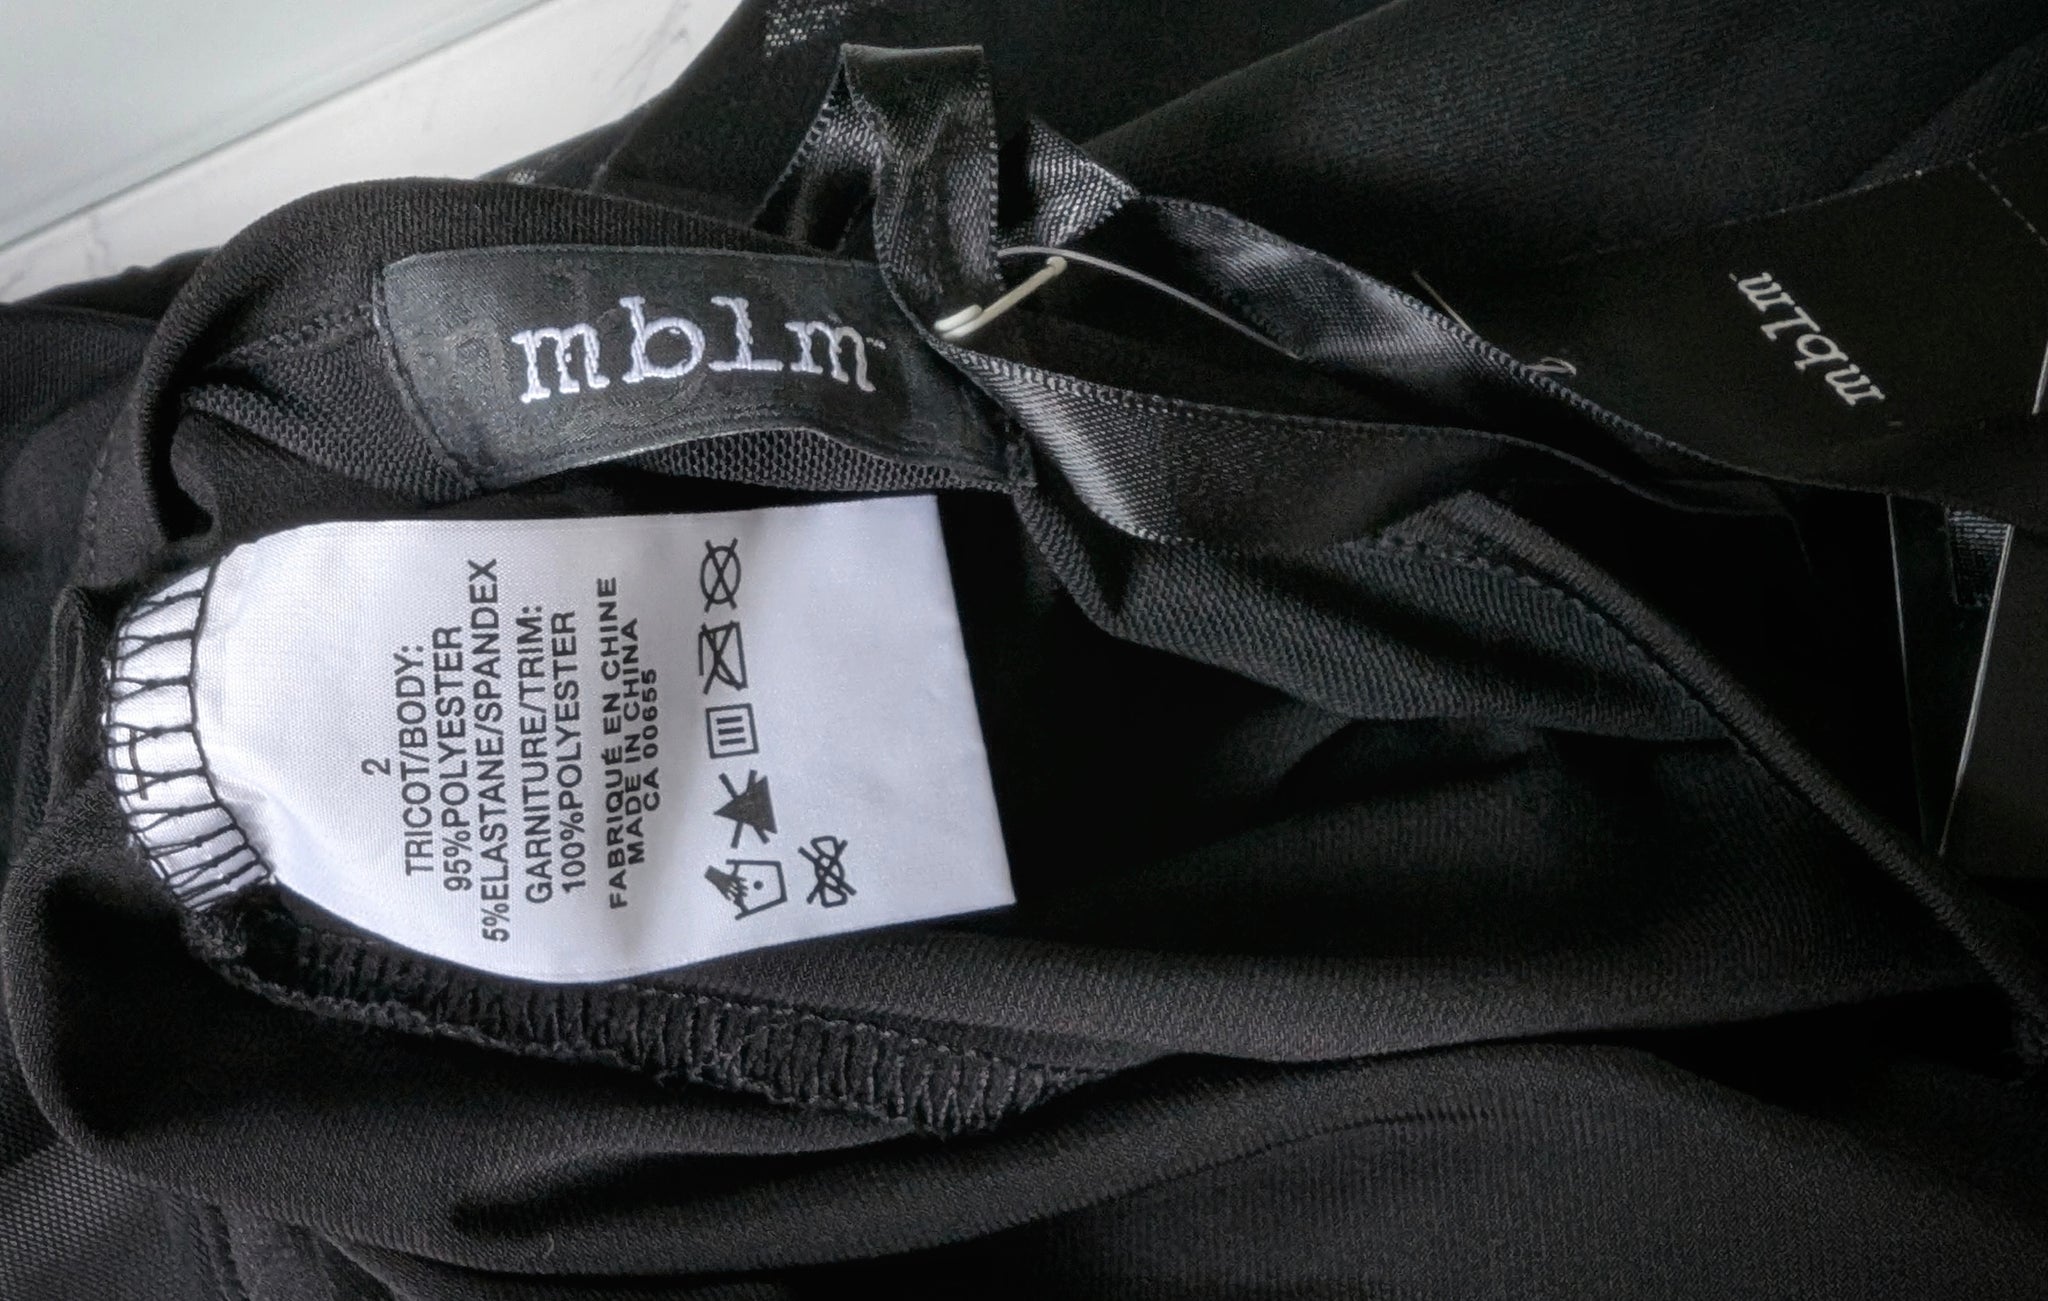 mblm
mblm
2
TRICOT/BODY:
95%POLYESTER
5%ELASTANE/SPANDEX
GARNITURE/TRIM:
100%POLYESTER
FABRIQUÉ EN CHINE
MADE IN CHINA
CA 00655